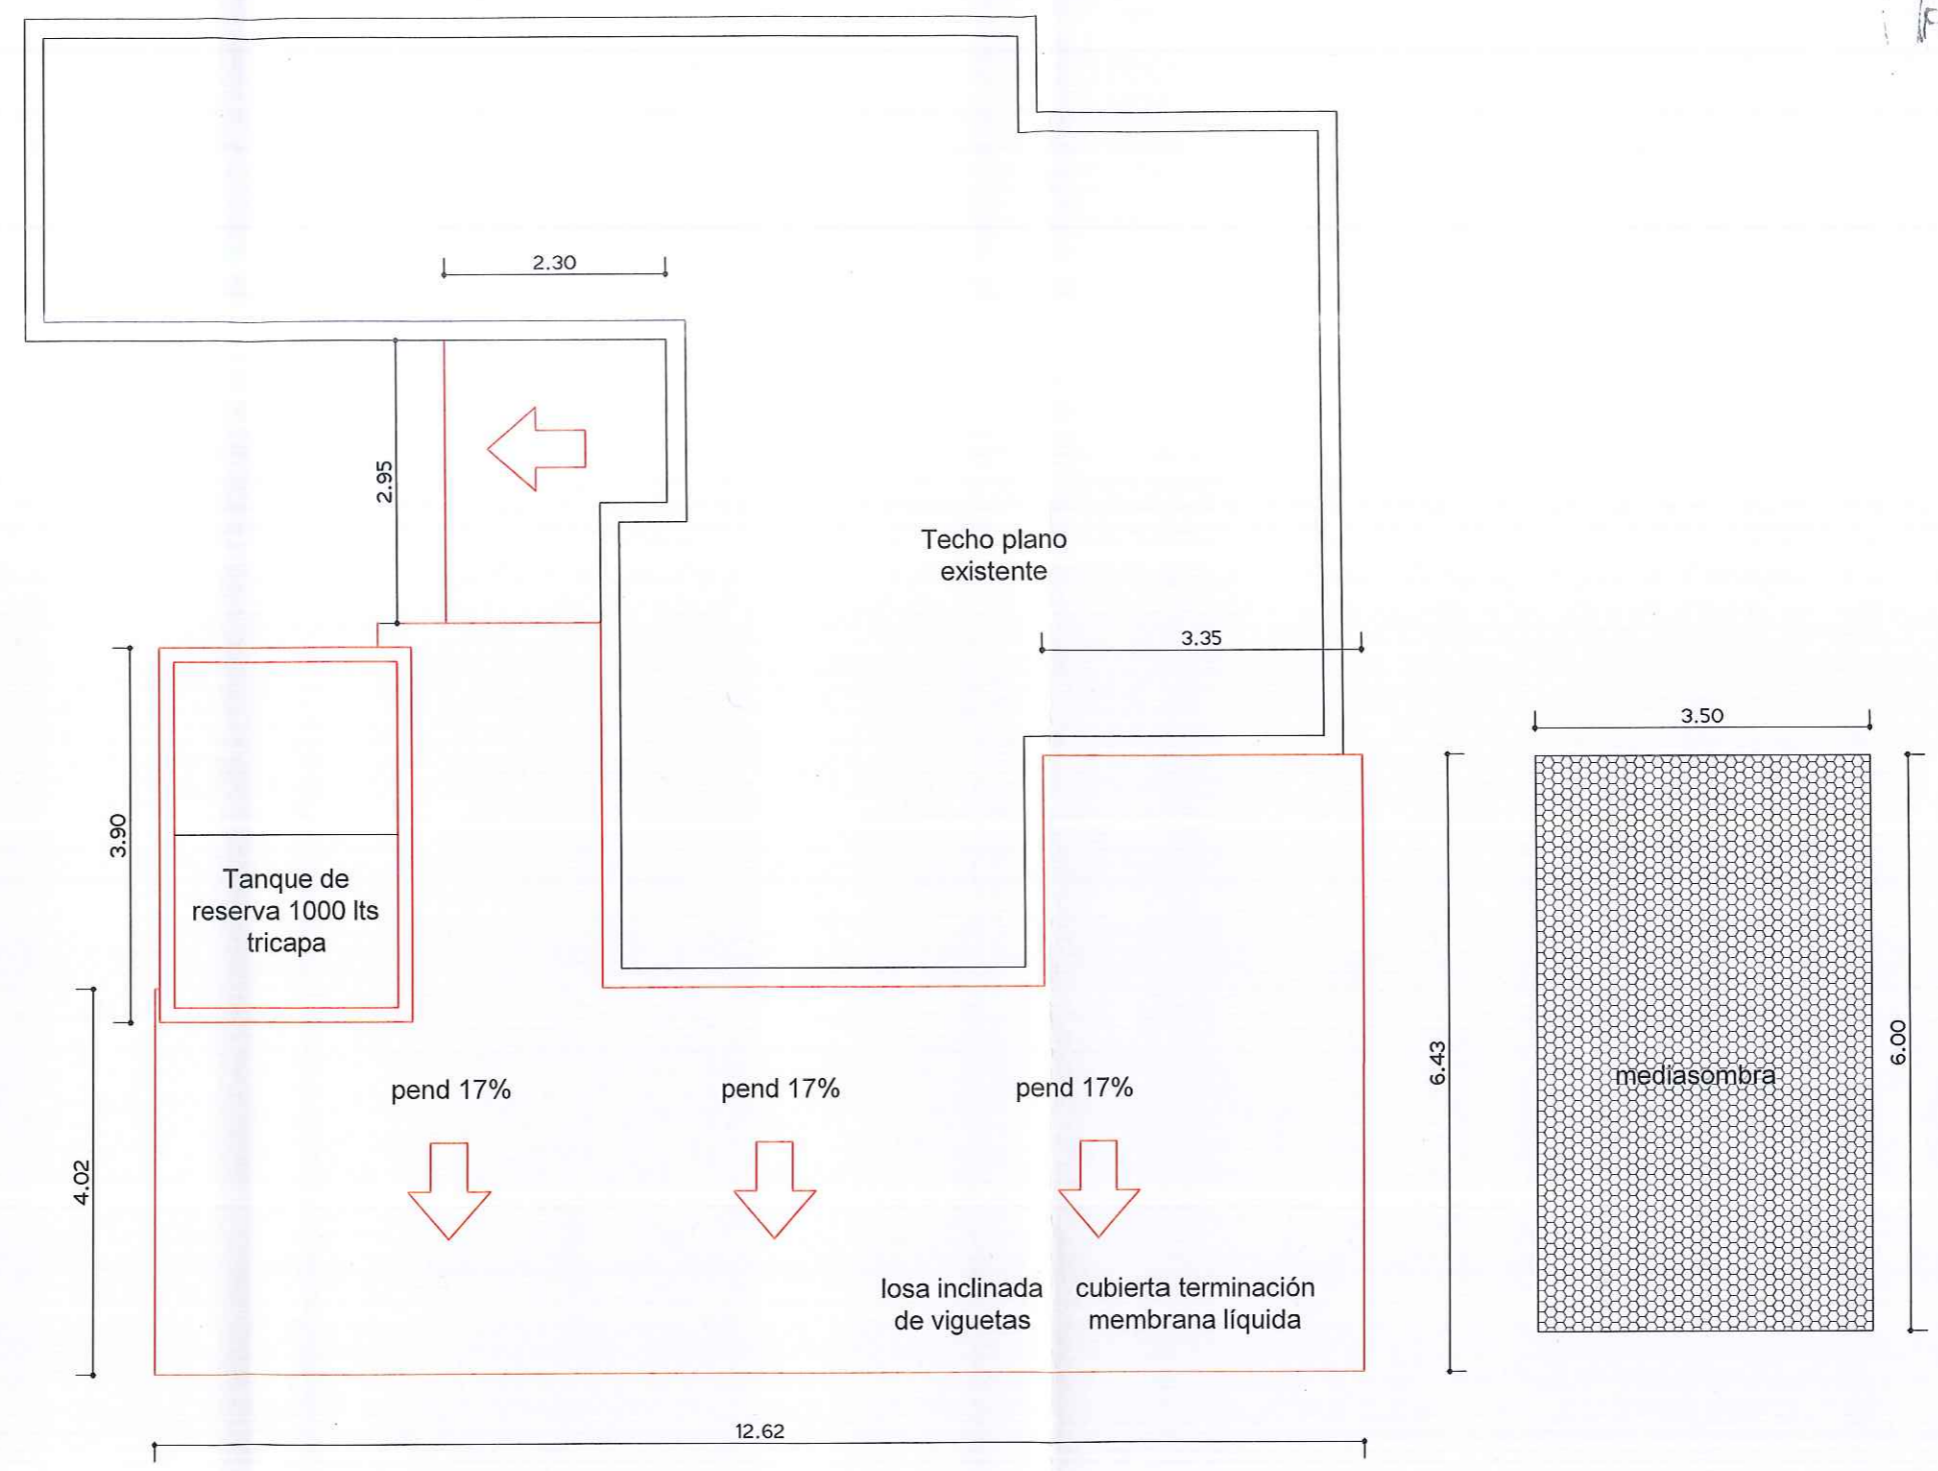 2.30
2.95
Techo plano
existente
3.35
3.50
3.90
Tanque de
reserva 1000 lts
tricapa
6.43
6.00
mediasombra
pend 17%
pend 17%
pend 17%
4.02
losa inclinada
de viguetas
cubierta terminación
membrana líquida
12.62